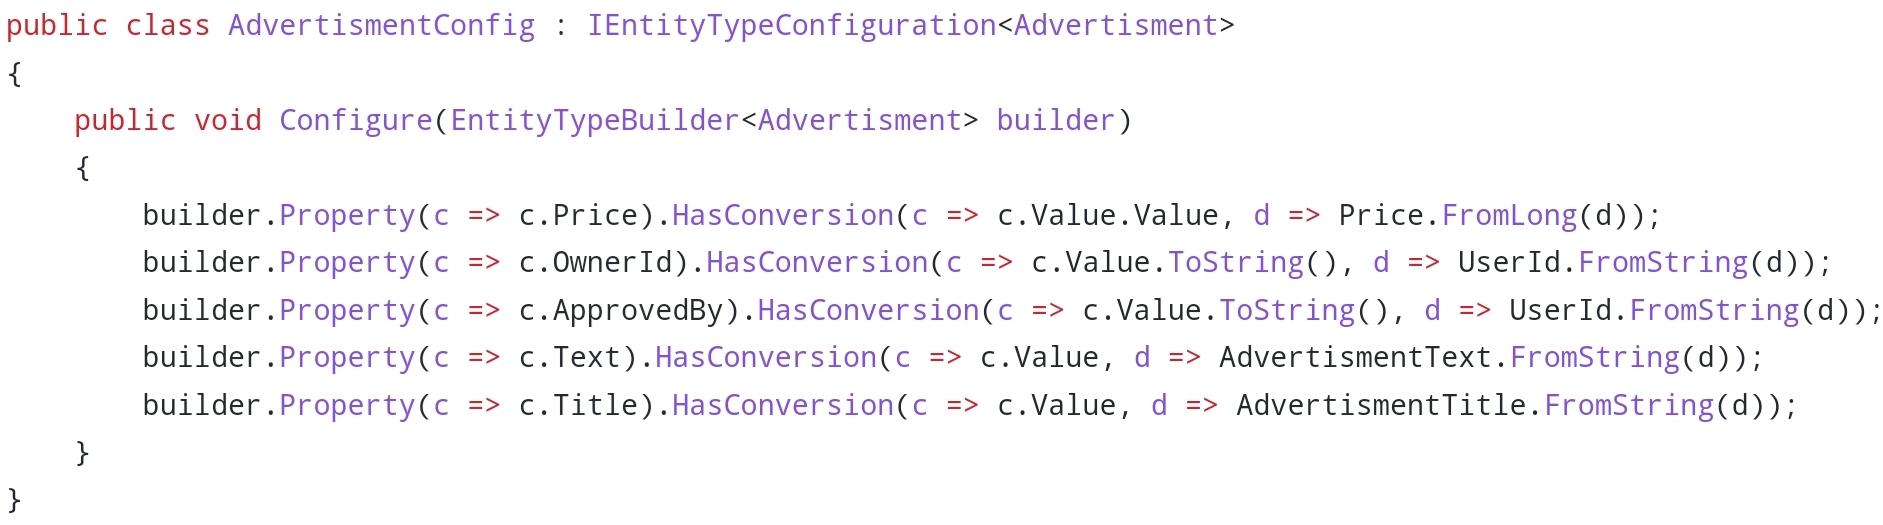 public class AdvertismentConfig : IEntityTypeConfiguration<Advertisment>
{
    public void Configure(EntityTypeBuilder<Advertisment> builder)
    {
        builder.Property(c => c.Price).HasConversion(c => c.Value.Value, d => Price.FromLong(d));
        builder.Property(c => c.OwnerId).HasConversion(c => c.Value.ToString(), d => UserId.FromString(d));
        builder.Property(c => c.ApprovedBy).HasConversion(c => c.Value.ToString(), d => UserId.FromString(d));
        builder.Property(c => c.Text).HasConversion(c => c.Value, d => AdvertismentText.FromString(d));
        builder.Property(c => c.Title).HasConversion(c => c.Value, d => AdvertismentTitle.FromString(d));
    }
}